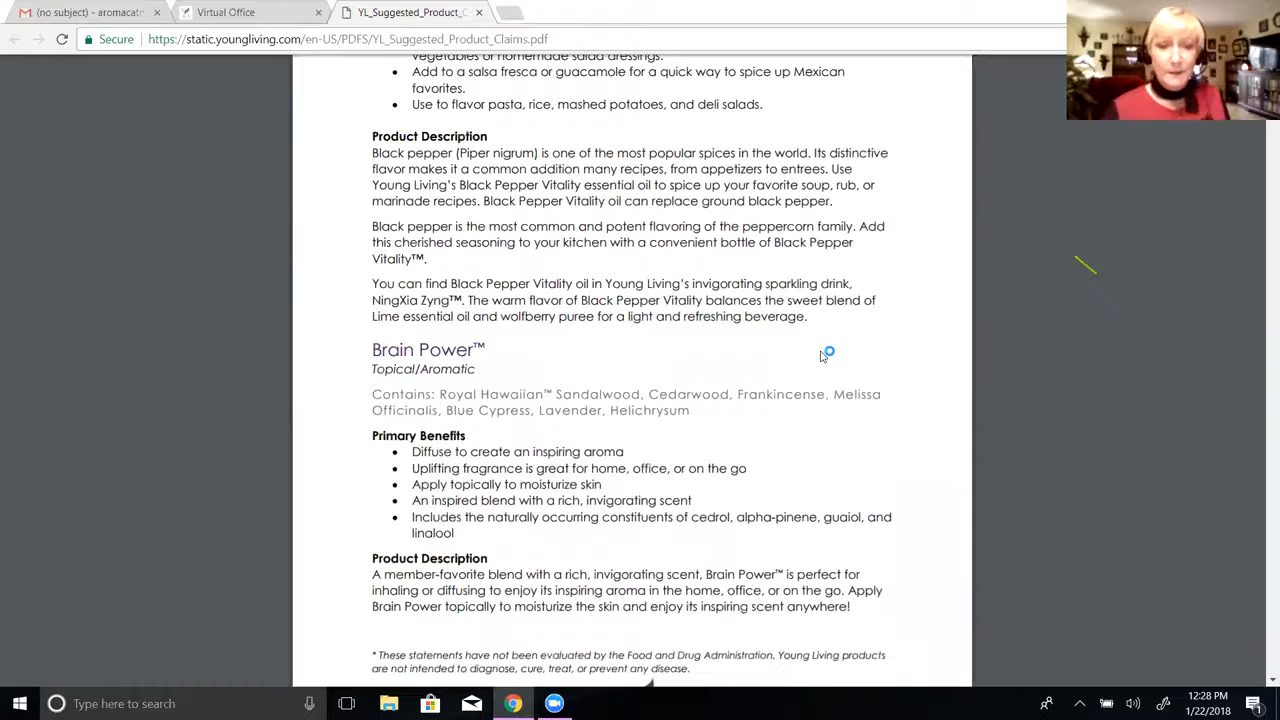 (no subject) - aromacat
Virtual Office
YL_Suggested_Product_C
Secure
https://static.youngliving.com/en-US/PDFS/YL_Suggested_Product_Claims.pdf
vegetables or homemade salad dressings.
• Add to a salsa fresca or guacamole for a quick way to spice up Mexican
favorites.
• Use to flavor pasta, rice, mashed potatoes, and deli salads.
Product Description
Black pepper (Piper nigrum) is one of the most popular spices in the world. Its distinctive
flavor makes it a common addition many recipes, from appetizers to entrees. Use
Young Living's Black Pepper Vitality essential oil to spice up your favorite soup, rub, or
marinade recipes. Black Pepper Vitality oil can replace ground black pepper.
Black pepper is the most common and potent flavoring of the peppercorn family. Add
this cherished seasoning to your kitchen with a convenient bottle of Black Pepper
Vitality™.
You can find Black Pepper Vitality oil in Young Living's invigorating sparkling drink,
NingXia Zyng™. The warm flavor of Black Pepper Vitality balances the sweet blend of
Lime essential oil and wolfberry puree for a light and refreshing beverage.
Brain Power™
Topical/Aromatic
Contains: Royal Hawaiian™ Sandalwood, Cedarwood, Frankincense, Melissa
Officinalis, Blue Cypress, Lavender, Helichrysum
Primary Benefits
• Diffuse to create an inspiring aroma
• Uplifting fragrance is great for home, office, or on the go
• Apply topically to moisturize skin
• An inspired blend with a rich, invigorating scent
• Includes the naturally occurring constituents of cedrol, alpha-pinene, guaiol, and
linalool
Product Description
A member-favorite blend with a rich, invigorating scent, Brain Power™ is perfect for
inhaling or diffusing to enjoy its inspiring aroma in the home, office, or on the go. Apply
Brain Power topically to moisturize the skin and enjoy its inspiring scent anywhere!
* These statements have not been evaluated by the Food and Drug Administration. Young Living products
are not intended to diagnose, cure, treat, or prevent any disease.
Type here to search
12:28 PM
1/22/2018